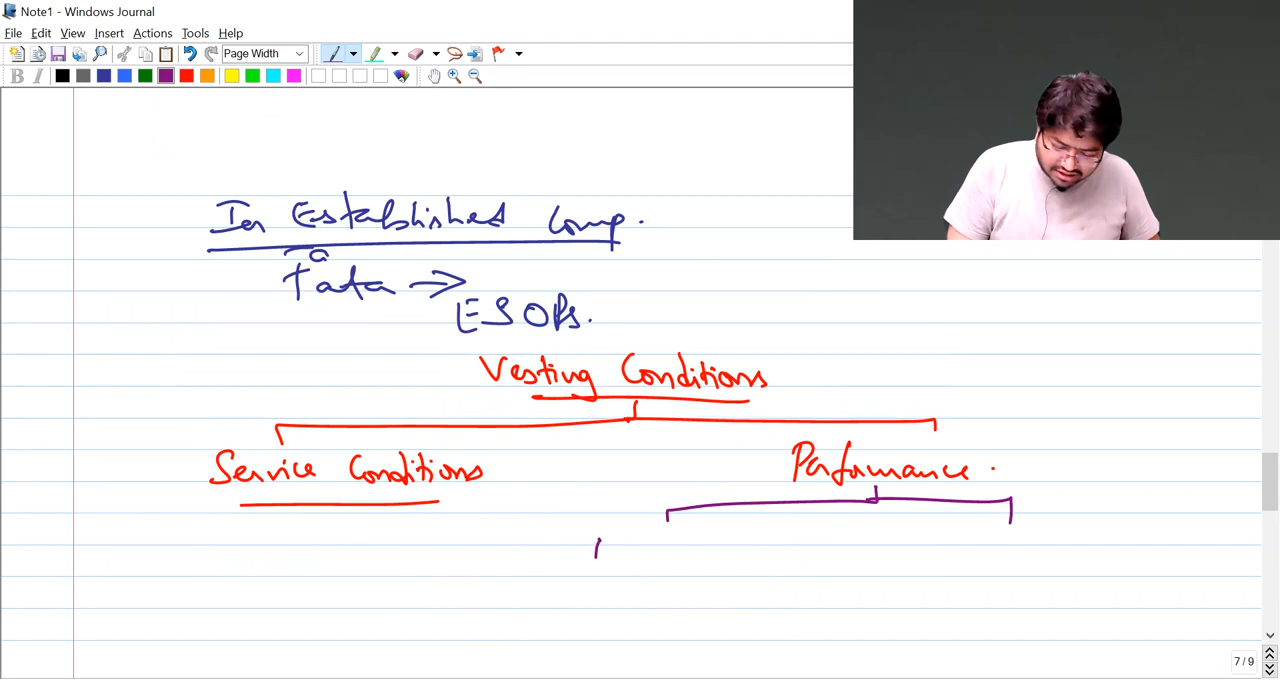 Note1 - Windows Journal
File Edit View Insert Actions Tools Help
Page Width
B I
In Established Comp.
Tata → ESOPs.
Vesting Conditions
Service Conditions Performance.
7 / 9